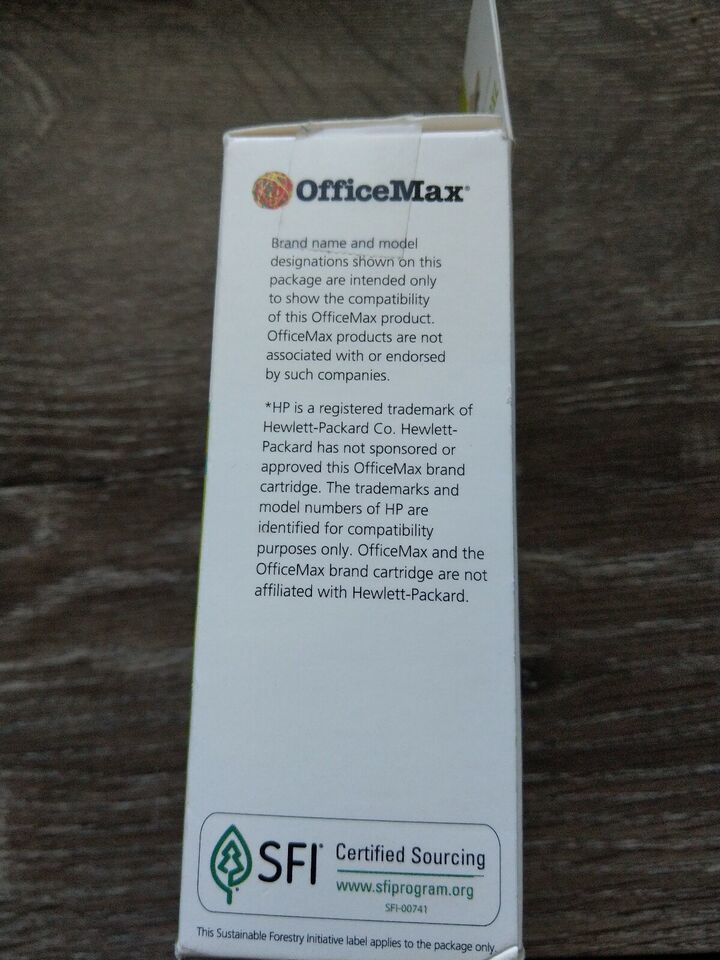 OfficeMax®
Brand name and model
designations shown on this
package are intended only
to show the compatibility
of this OfficeMax product.
OfficeMax products are not
associated with or endorsed
by such companies.
*HP is a registered trademark of
Hewlett-Packard Co. Hewlett-
Packard has not sponsored or
approved this OfficeMax brand
cartridge. The trademarks and
model numbers of HP are
identified for compatibility
purposes only. OfficeMax and the
OfficeMax brand cartridge are not
affiliated with Hewlett-Packard.
SFI® Certified Sourcing
www.sfiprogram.org
SFI-00741
This Sustainable Forestry Initiative label applies to the package only.